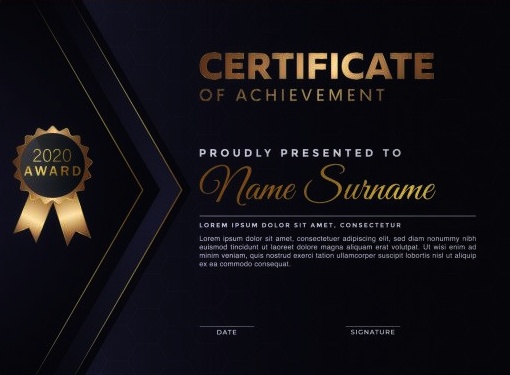 CERTIFICATE
OF ACHIEVEMENT
2020
AWARD
PROUDLY PRESENTED TO
Name Surname
LOREM IPSUM DOLOR SIT AMET, CONSECTETUR
Lorem ipsum dolor sit amet, consectetuer adipiscing elit, sed diam nonummy nibh
euismod tincidunt ut laoreet dolore magna aliquam erat volutpat. Ut wisi enim ad
minim veniam, quis nostrud exerci tation ullamcorper suscipit lobortis nisl ut aliquip
ex ea commodo consequat.
DATE
SIGNATURE